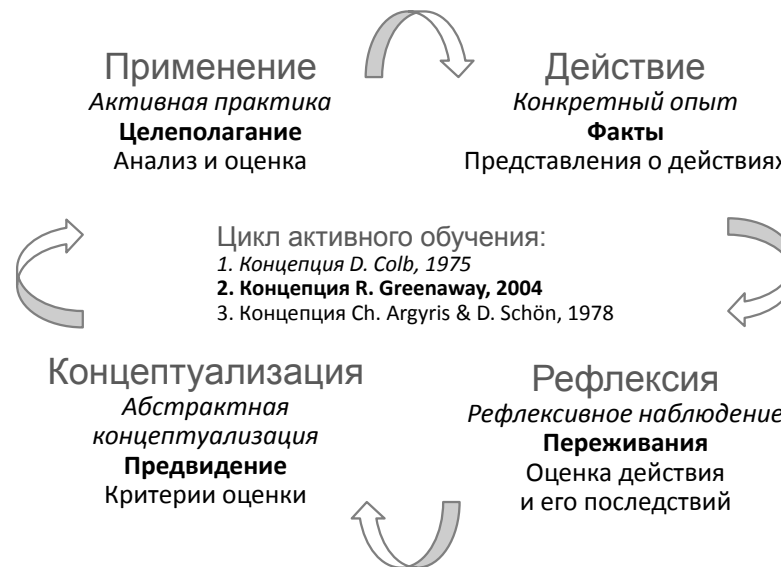 Применение
Активная практика
Целеполагание
Анализ и оценка
Действие
Конкретный опыт
Факты
Представления о действиях
Цикл активного обучения:
1. Концепция D. Colb, 1975
2. Концепция R. Greenaway, 2004
3. Концепция Ch. Argyris & D. Schön, 1978
Концептуализация
Абстрактная
концептуализация
Предвидение
Критерии оценки
Рефлексия
Рефлексивное наблюдение
Переживания
Оценка действия
и его последствий